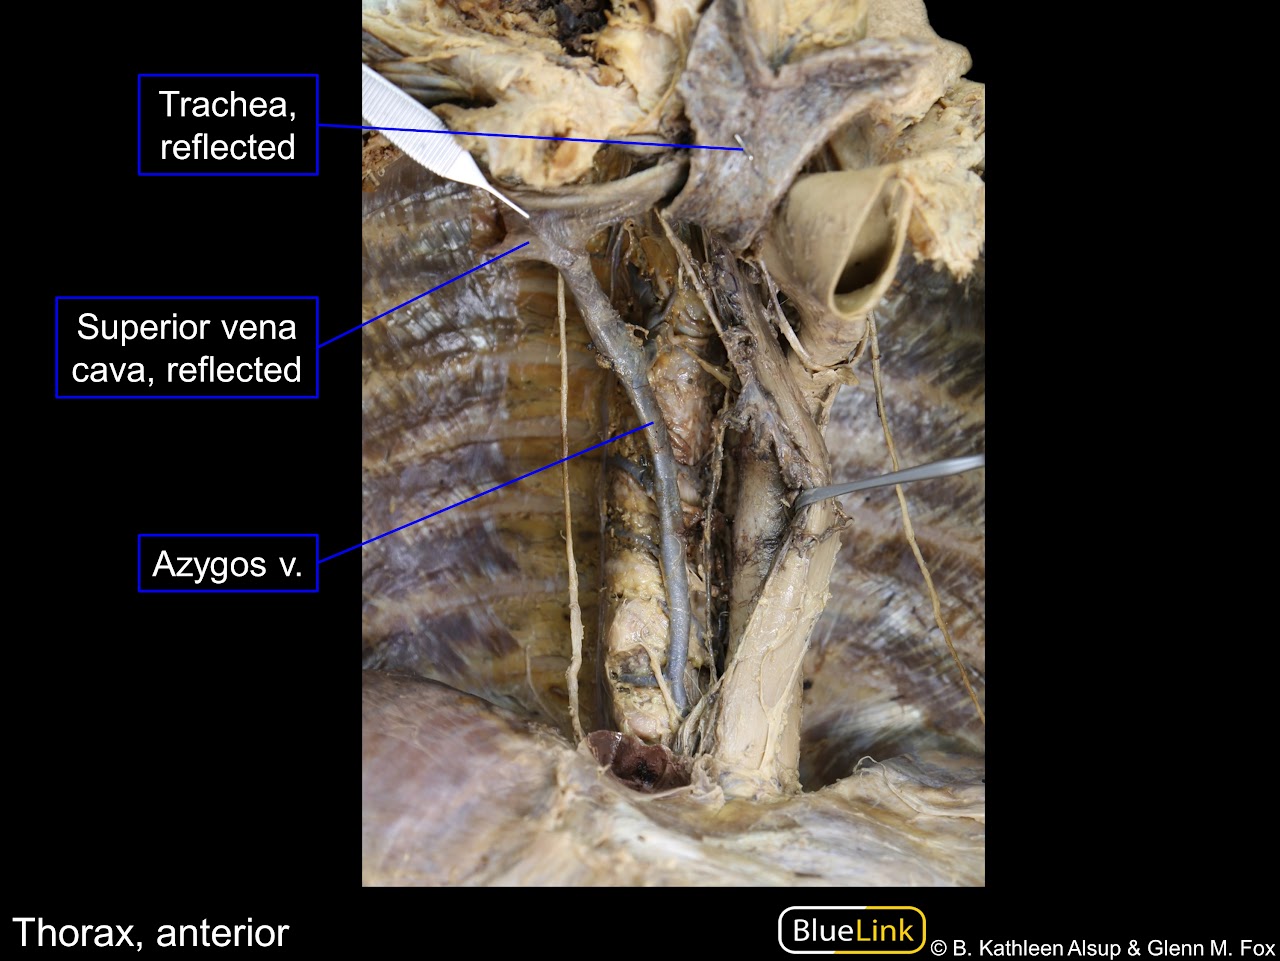 Trachea,
reflected
Superior vena
cava, reflected
Azygos v.
Thorax, anterior
BlueLink
© B. Kathleen Alsup & Glenn M. Fox